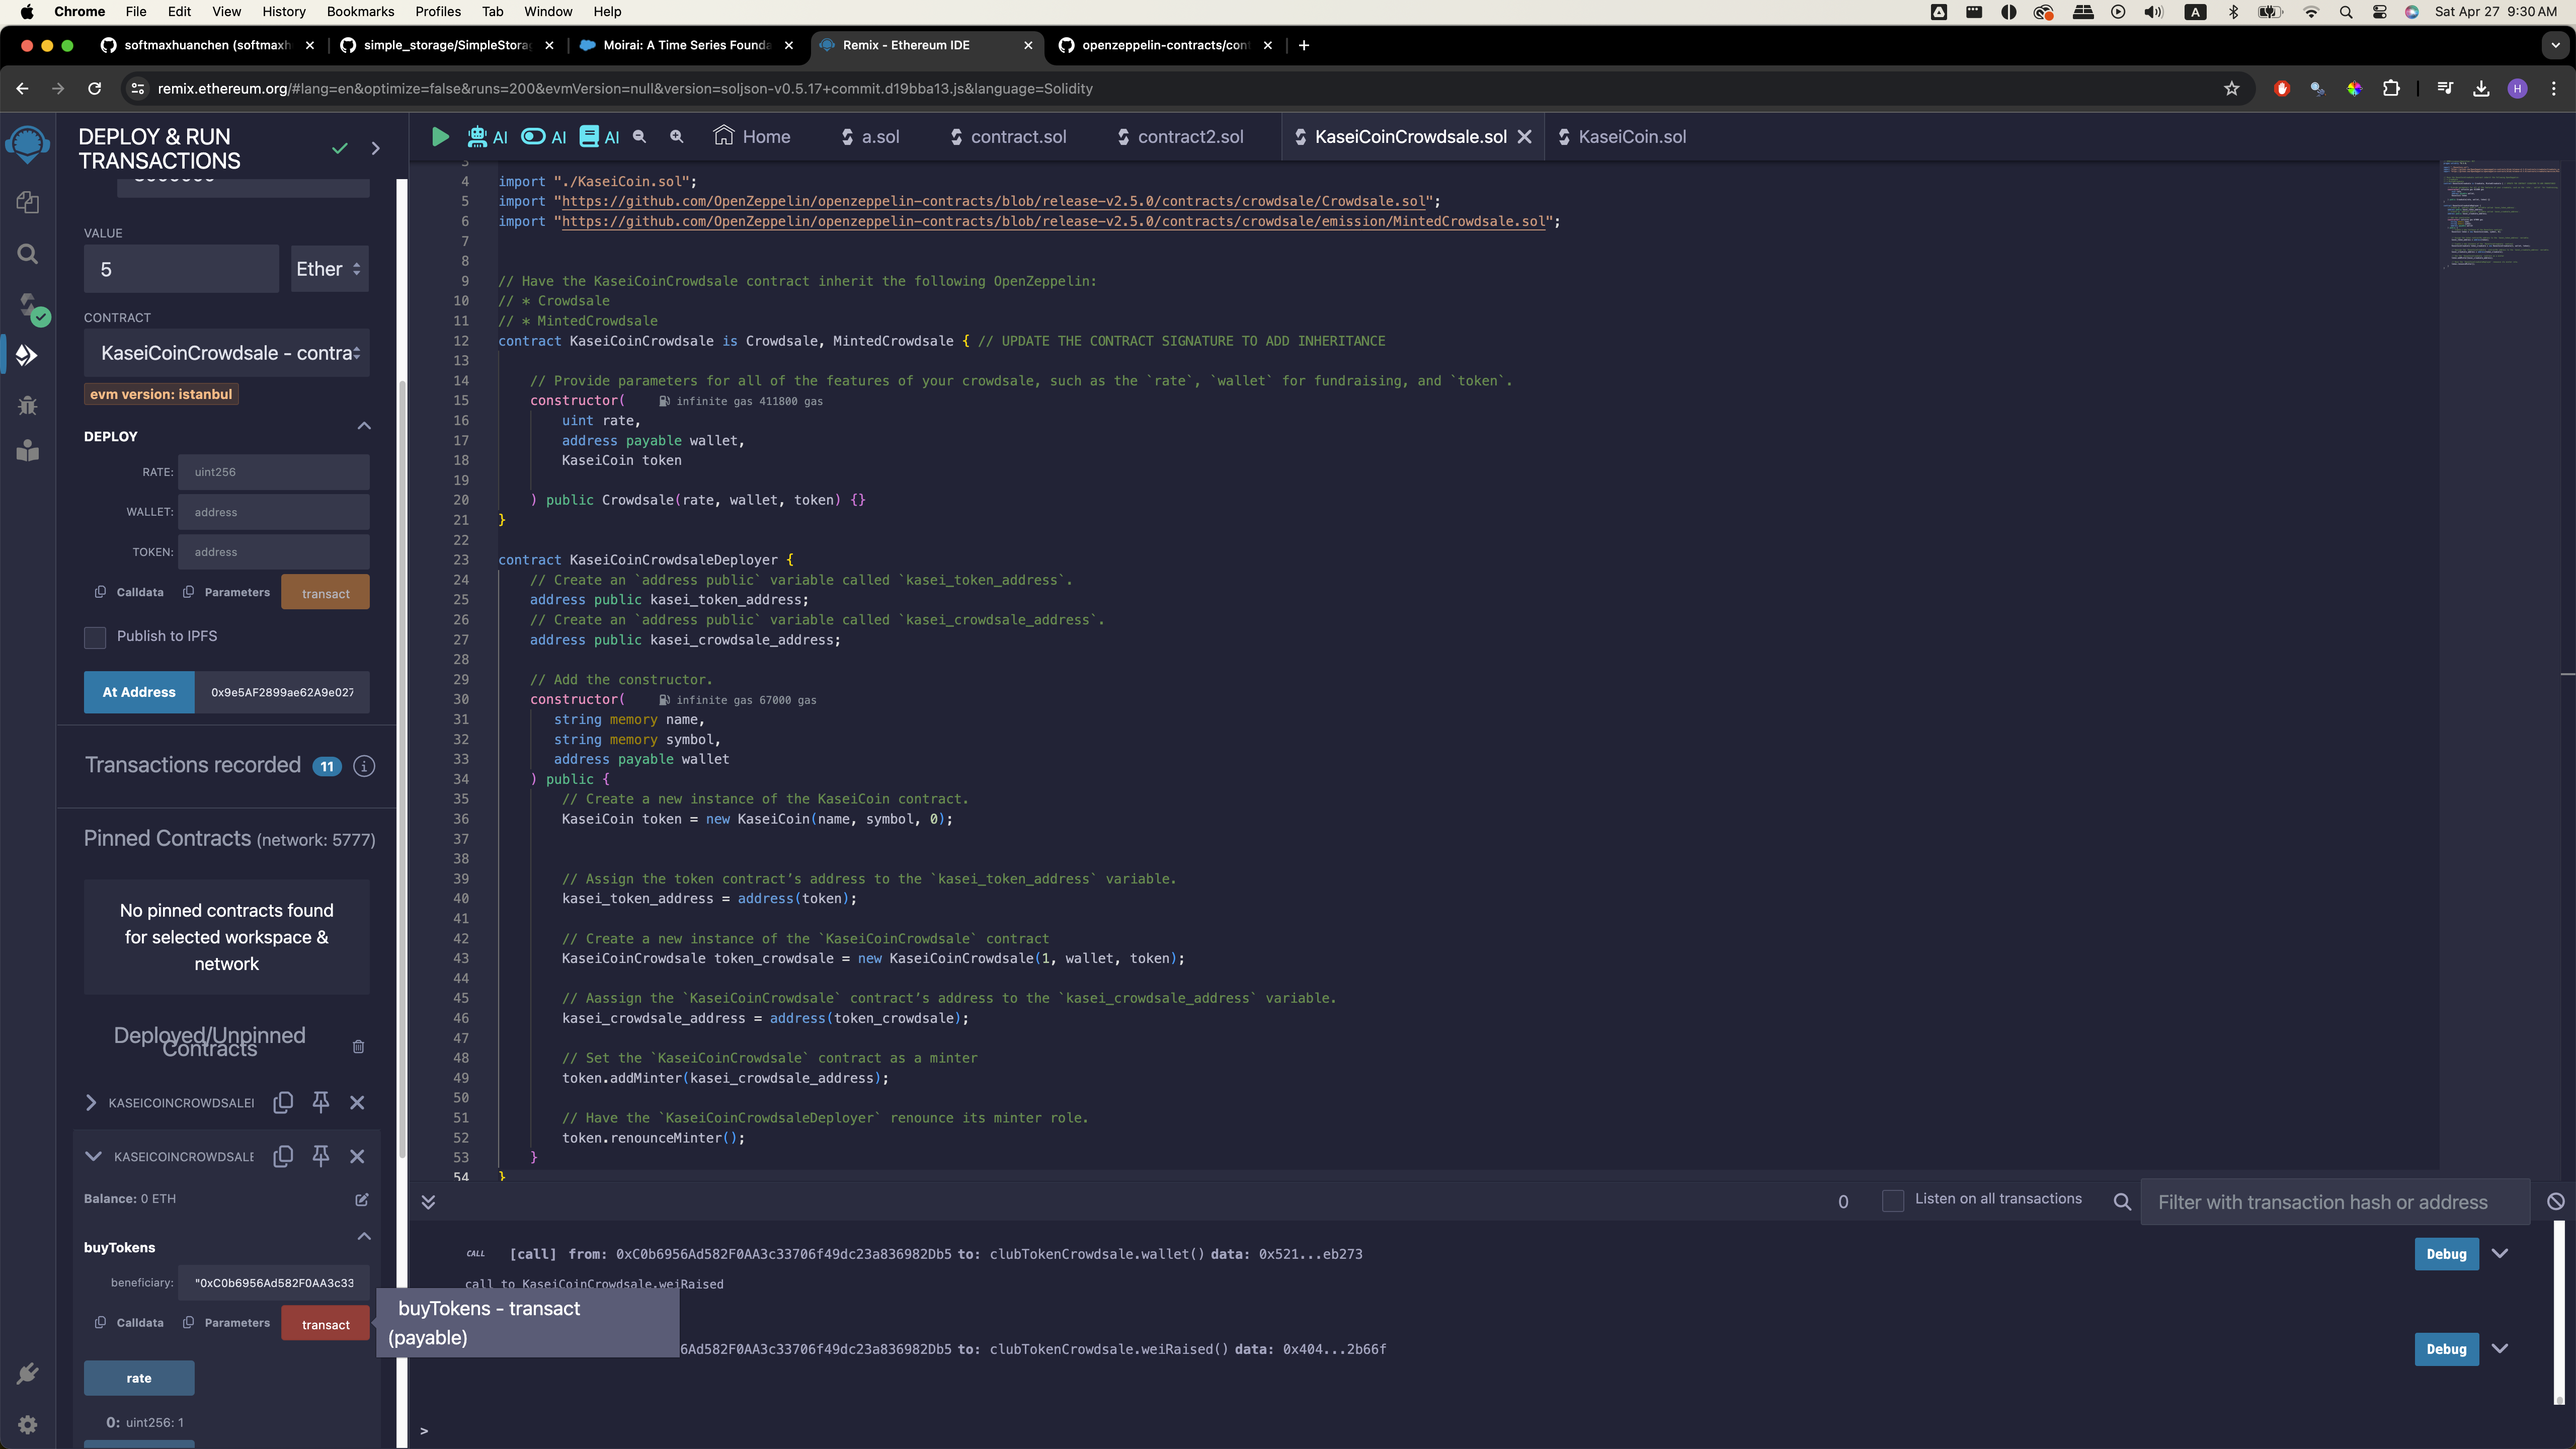 Chrome File Edit View History Bookmarks Profiles Tab Window Help
A
Sat Apr 27 9:30 AM
softmaxhuanchen (softmaxh
simple_storage/SimpleStorag
Moirai: A Time Series Founda
Remix - Ethereum IDE
openzeppelin-contracts/cont
remix.ethereum.org/#lang=en&optimize=false&runs=200&evmVersion=null&version=soljson-v0.5.17+commit.d19bba13.js&language=Solidity
H
DEPLOY & RUN
TRANSACTIONS
VALUE
5
Ether
CONTRACT
KaseiCoinCrowdsale - contra
evm version: istanbul
DEPLOY
RATE: uint256
WALLET: address
TOKEN: address
Calldata Parameters transact
Publish to IPFS
At Address 0x9e5AF2899ae62A9e027
Transactions recorded 11 i
Pinned Contracts (network: 5777)
No pinned contracts found
for selected workspace &
network
Deployed/Unpinned
Contracts
KASEICOINCROWDSALEI
KASEICOINCROWDSALE
Balance: 0 ETH
buyTokens
beneficiary: "0xC0b6956Ad582F0AA3c33
Calldata Parameters transact
buyTokens - transact
(payable)
rate
0: uint256: 1
AI AI AI Home a.sol contract.sol contract2.sol KaseiCoinCrowdsale.sol KaseiCoin.sol
3
4 import "./KaseiCoin.sol";
5 import "https://github.com/OpenZeppelin/openzeppelin-contracts/blob/release-v2.5.0/contracts/crowdsale/Crowdsale.sol";
6 import "https://github.com/OpenZeppelin/openzeppelin-contracts/blob/release-v2.5.0/contracts/crowdsale/emission/MintedCrowdsale.sol";
7
8
9 // Have the KaseiCoinCrowdsale contract inherit the following OpenZeppelin:
10 // * Crowdsale
11 // * MintedCrowdsale
12 contract KaseiCoinCrowdsale is Crowdsale, MintedCrowdsale { // UPDATE THE CONTRACT SIGNATURE TO ADD INHERITANCE
13
14 // Provide parameters for all of the features of your crowdsale, such as the `rate`, `wallet` for fundraising, and `token`.
15 constructor( infinite gas 411800 gas
16 uint rate,
17 address payable wallet,
18 KaseiCoin token
19
20 ) public Crowdsale(rate, wallet, token) {}
21 }
22
23 contract KaseiCoinCrowdsaleDeployer {
24 // Create an `address public` variable called `kasei_token_address`.
25 address public kasei_token_address;
26 // Create an `address public` variable called `kasei_crowdsale_address`.
27 address public kasei_crowdsale_address;
28
29 // Add the constructor.
30 constructor( infinite gas 67000 gas
31 string memory name,
32 string memory symbol,
33 address payable wallet
34 ) public {
35 // Create a new instance of the KaseiCoin contract.
36 KaseiCoin token = new KaseiCoin(name, symbol, 0);
37
38
39 // Assign the token contract’s address to the `kasei_token_address` variable.
40 kasei_token_address = address(token);
41
42 // Create a new instance of the `KaseiCoinCrowdsale` contract
43 KaseiCoinCrowdsale token_crowdsale = new KaseiCoinCrowdsale(1, wallet, token);
44
45 // Aassign the `KaseiCoinCrowdsale` contract’s address to the `kasei_crowdsale_address` variable.
46 kasei_crowdsale_address = address(token_crowdsale);
47
48 // Set the `KaseiCoinCrowdsale` contract as a minter
49 token.addMinter(kasei_crowdsale_address);
50
51 // Have the `KaseiCoinCrowdsaleDeployer` renounce its minter role.
52 token.renounceMinter();
53 }
54 }
0 Listen on all transactions Filter with transaction hash or address
CALL [call] from: 0xC0b6956Ad582F0AA3c33706f49dc23a836982Db5 to: clubTokenCrowdsale.wallet() data: 0x521...eb273 Debug
call to KaseiCoinCrowdsale.weiRaised
6Ad582F0AA3c33706f49dc23a836982Db5 to: clubTokenCrowdsale.weiRaised() data: 0x404...2b66f Debug
>